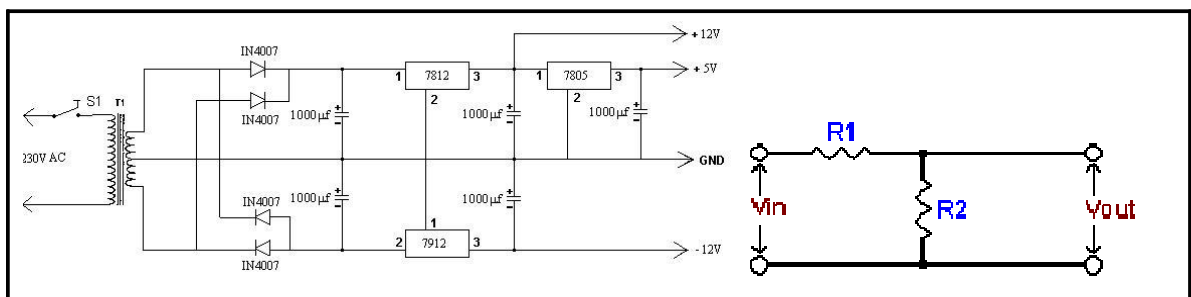 + 12V
IN4007
1
7812
3
1
7805
3
+ 5V
S1
T1
2
2
IN4007
1000µf
+
-
1000µf
+
-
1000µf
+
-
R1
230V AC
GND
Vin
R2
Vout
IN4007
1000µf
+
-
1000µf
+
-
1
2
7912
3
- 12V
IN4007